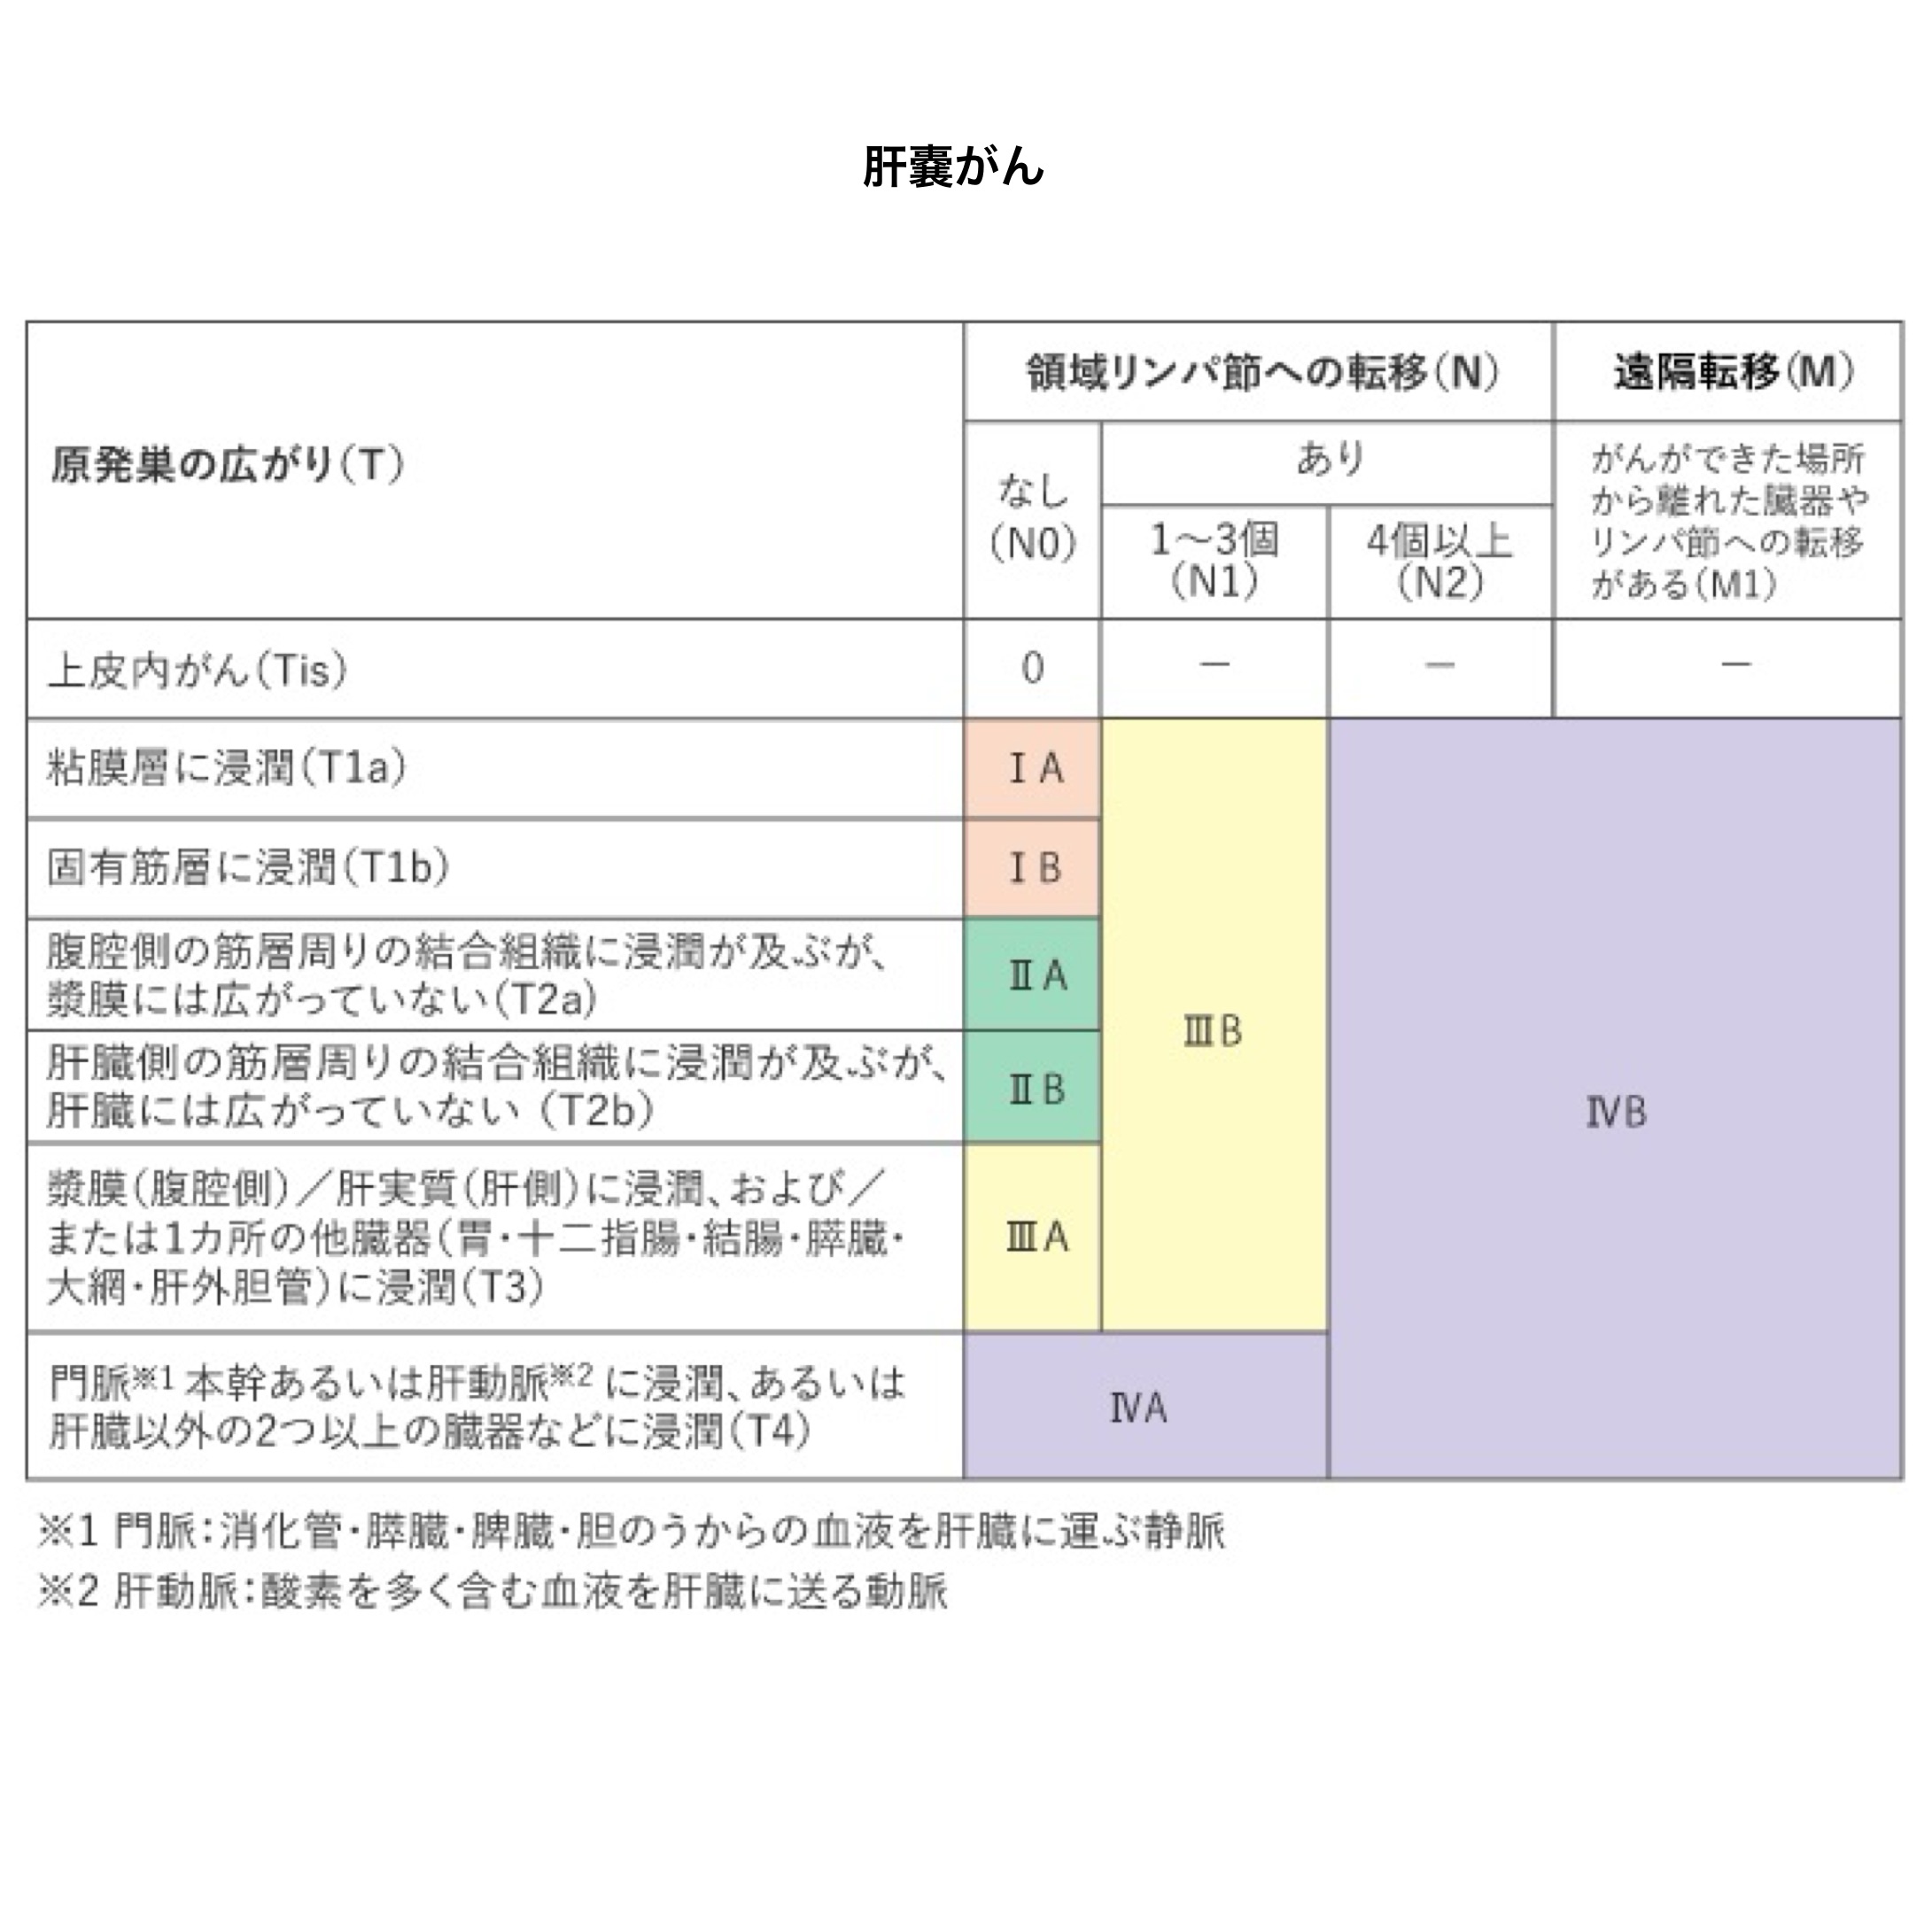 肝嚢がん
原発巣の広がり（T）
領域リンパ節への転移（N）
遠隔転移（M）
なし
（N0）
あり
1～3個
（N1）
4個以上
（N2）
がんができた場所
から離れた臓器や
リンパ節への転移
がある（M1）
上皮内がん（Tis）
0
－
－
－
粘膜層に浸潤（T1a）
ⅠA
固有筋層に浸潤（T1b）
ⅠB
腹腔側の筋層周りの結合組織に浸潤が及ぶが、
漿膜には広がっていない（T2a）
ⅡA
肝臓側の筋層周りの結合組織に浸潤が及ぶが、
肝臓には広がっていない （T2b）
ⅡB
漿膜（腹腔側）／肝実質（肝側）に浸潤、および／
または1カ所の他臓器（胃・十二指腸・結腸・膵臓・
大網・肝外胆管）に浸潤（T3）
ⅢA
ⅢB
ⅣB
門脈※1 本幹あるいは肝動脈※2 に浸潤、あるいは
肝臓以外の2つ以上の臓器などに浸潤（T4）
ⅣA
※1 門脈：消化管・膵臓・脾臓・胆のうからの血液を肝臓に運ぶ静脈
※2 肝動脈：酸素を多く含む血液を肝臓に送る動脈